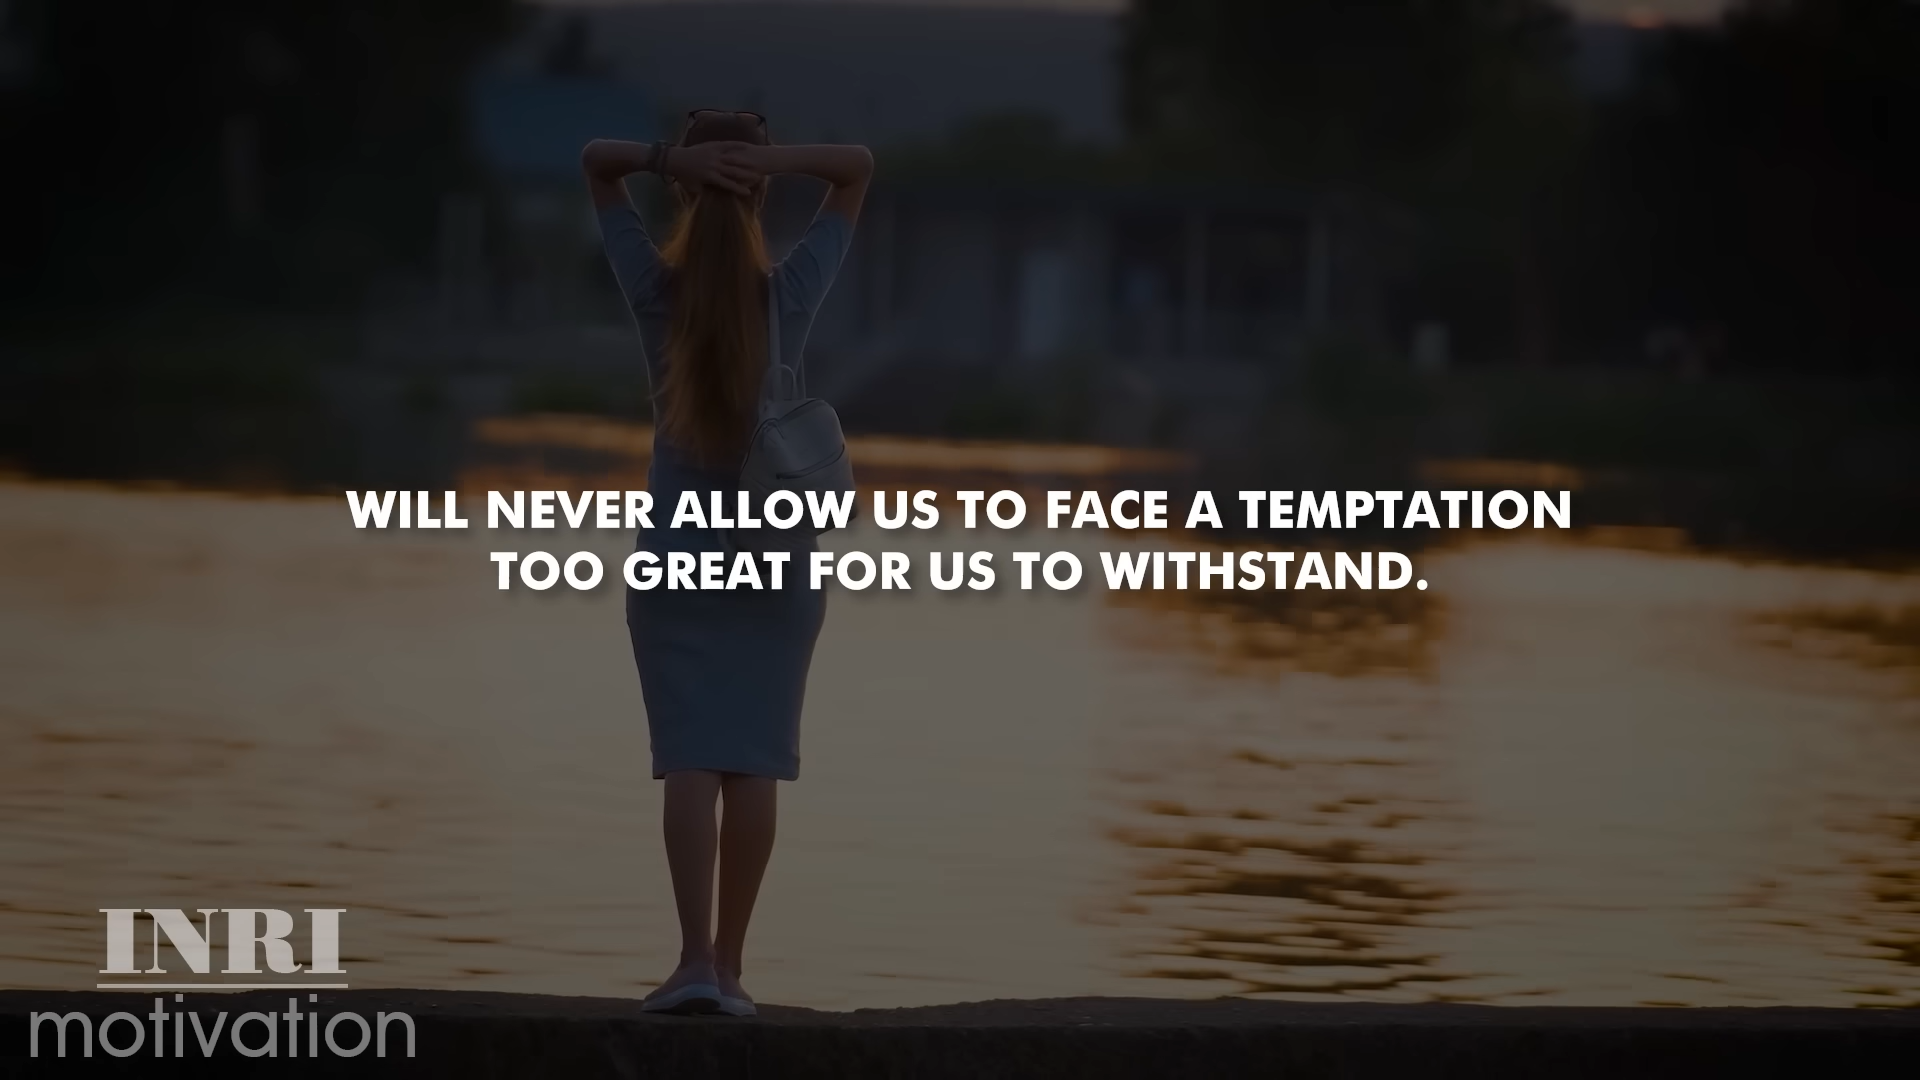 WILL NEVER ALLOW US TO FACE A TEMPTATION
TOO GREAT FOR US TO WITHSTAND.
INRI
motivation